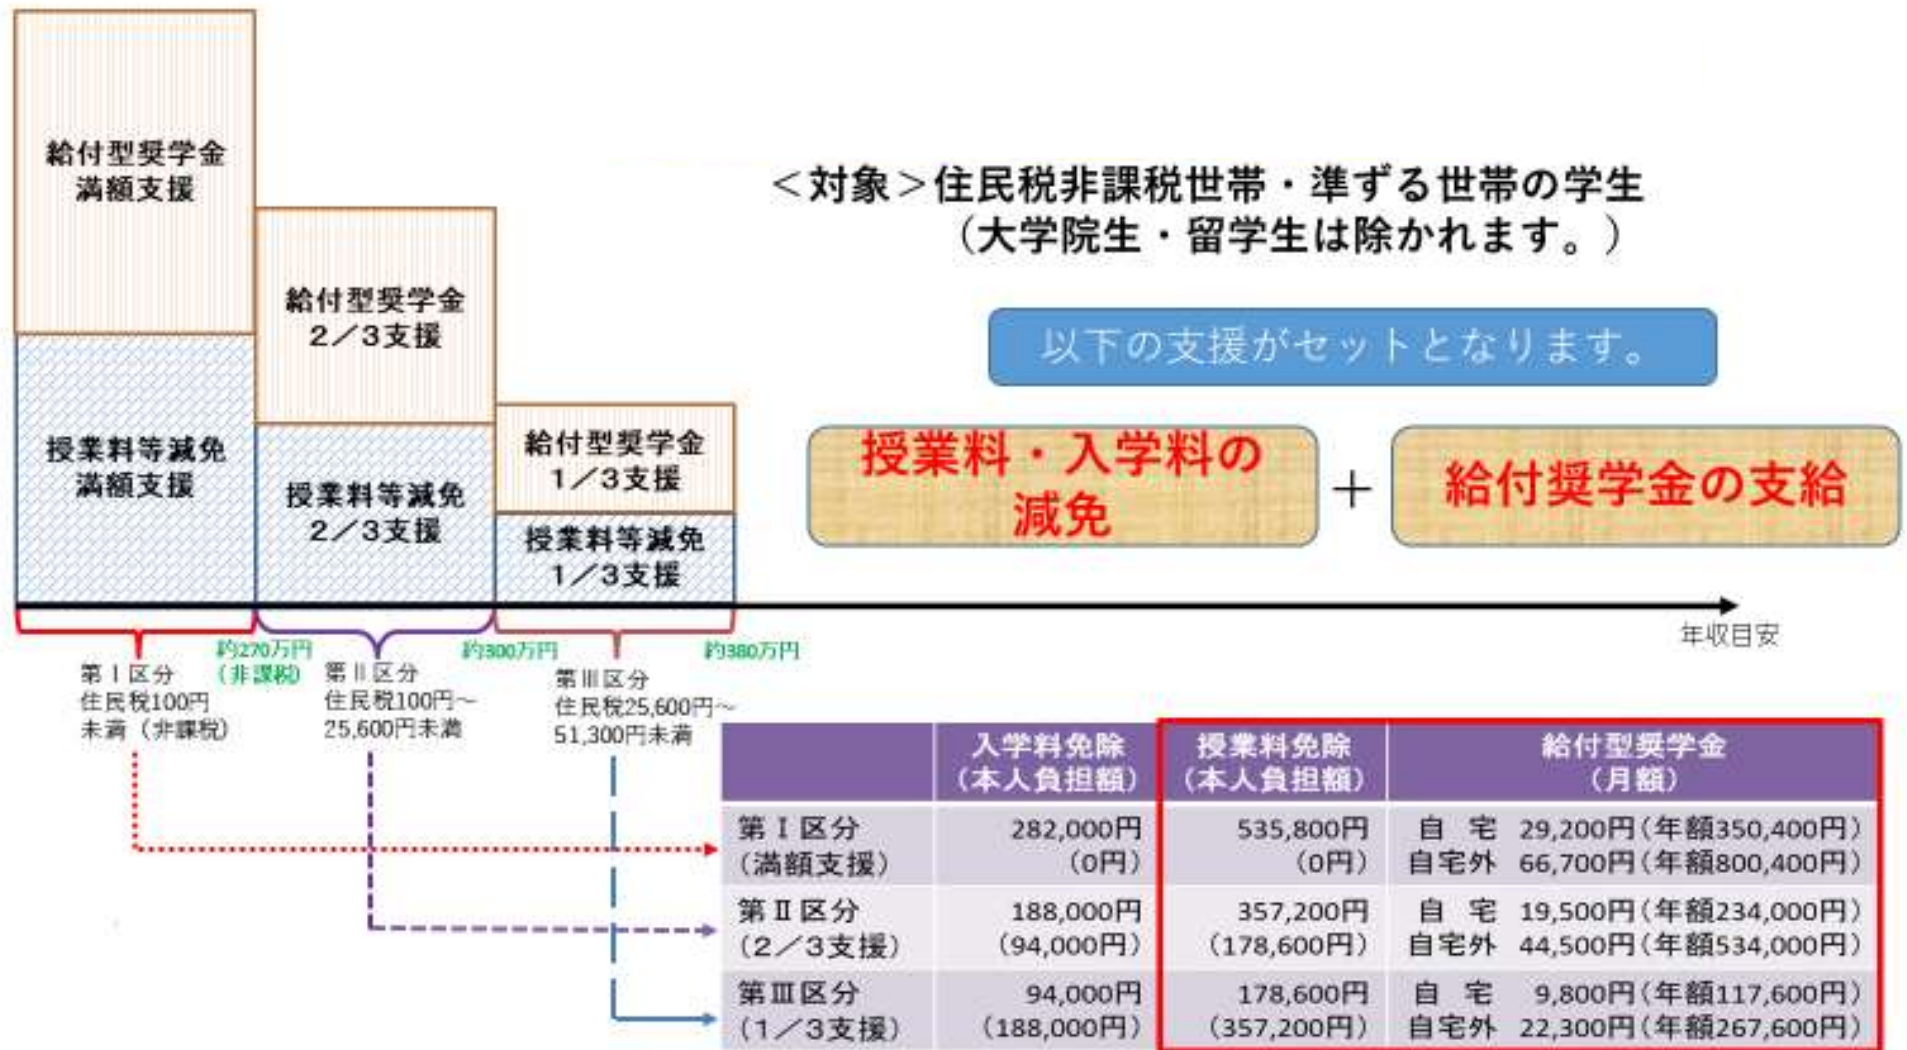 給付型奨学金
満額支援
授業料等減免
満額支援
給付型奨学金
2／3支援
授業料等減免
2／3支援
給付型奨学金
1／3支援
授業料等減免
1／3支援
＜対象＞住民税非課税世帯・準ずる世帯の学生
（大学院生・留学生は除かれます。）
以下の支援がセットとなります。
授業料・入学料の
減免
＋
給付奨学金の支給
年収目安
約270万円
（非課税）
約300万円
約380万円
第Ⅰ区分
住民税100円
未満（非課税）
第Ⅱ区分
住民税100円～
25,600円未満
第Ⅲ区分
住民税25,600円～
51,300円未満
入学料免除 授業料免除 給付型奨学金
（本人負担額） （本人負担額） （月額）
第Ⅰ区分 282,000円 535,800円 自 宅 29,200円（年額350,400円）
（満額支援） （0円） （0円） 自宅外 66,700円（年額800,400円）
第Ⅱ区分 188,000円 357,200円 自 宅 19,500円（年額234,000円）
（2／3支援） （94,000円） （178,600円） 自宅外 44,500円（年額534,000円）
第Ⅲ区分 94,000円 178,600円 自 宅 9,800円（年額117,600円）
（1／3支援） （188,000円） （357,200円） 自宅外 22,300円（年額267,600円）